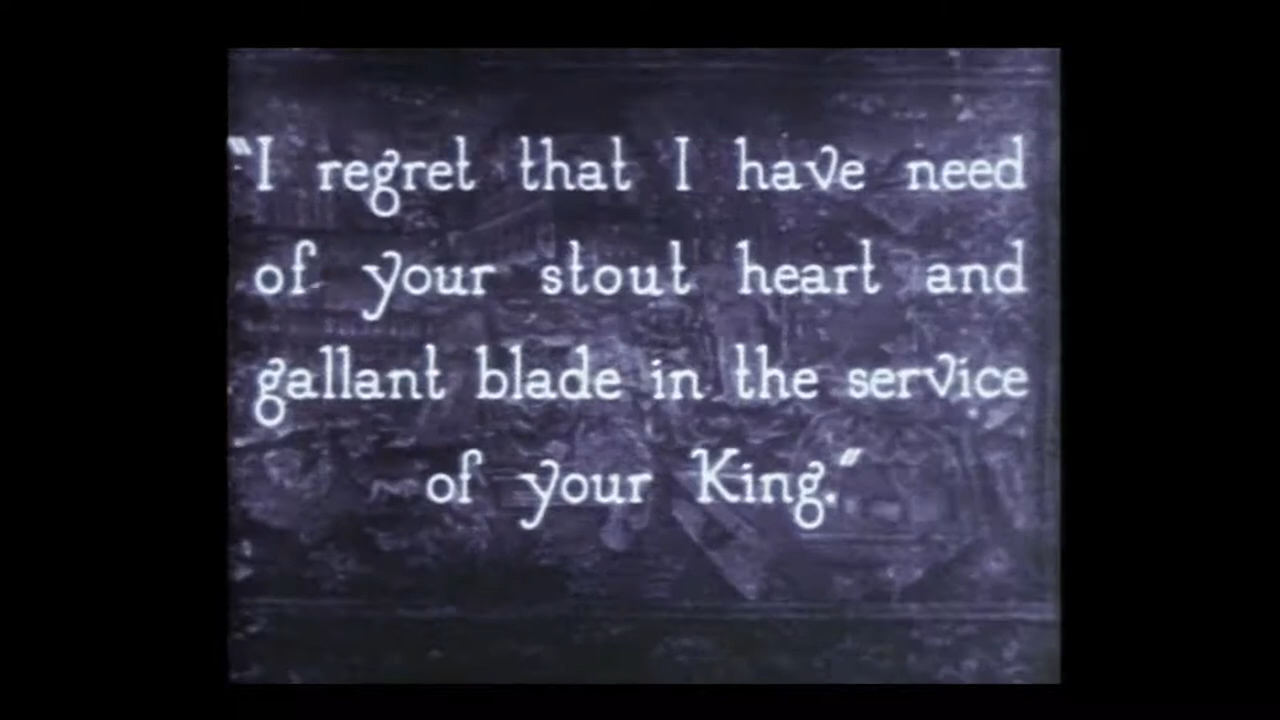 "I regret that I have need
of your stout heart and
gallant blade in the service
of your King."